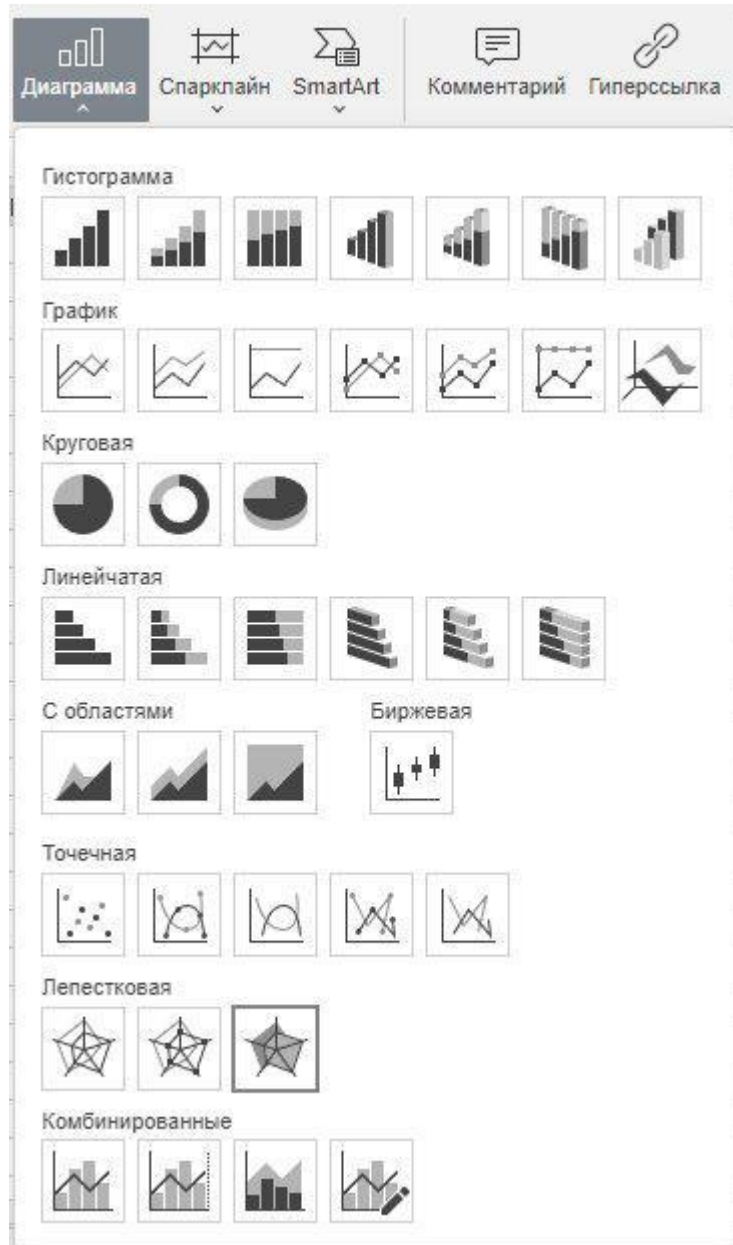 Диаграмма Спарклайн SmartArt Комментарий Гиперссылка
Гистограмма
График
Круговая
Линейчатая
С областями Биржевая
Точечная
Лепестковая
Комбинированные